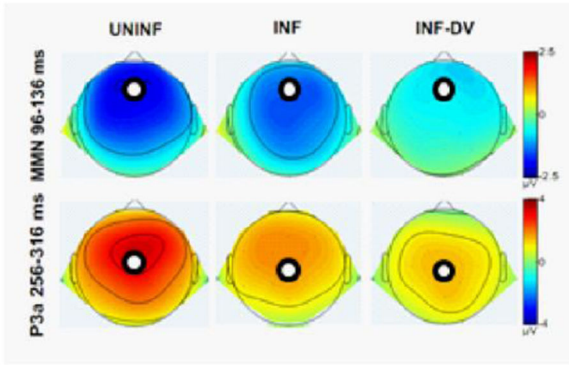 UNINF INF INF-DV
MMN 96-136 ms
2.5
0
-2.5
µV
P3a 256-316 ms
4
0
-4
µV